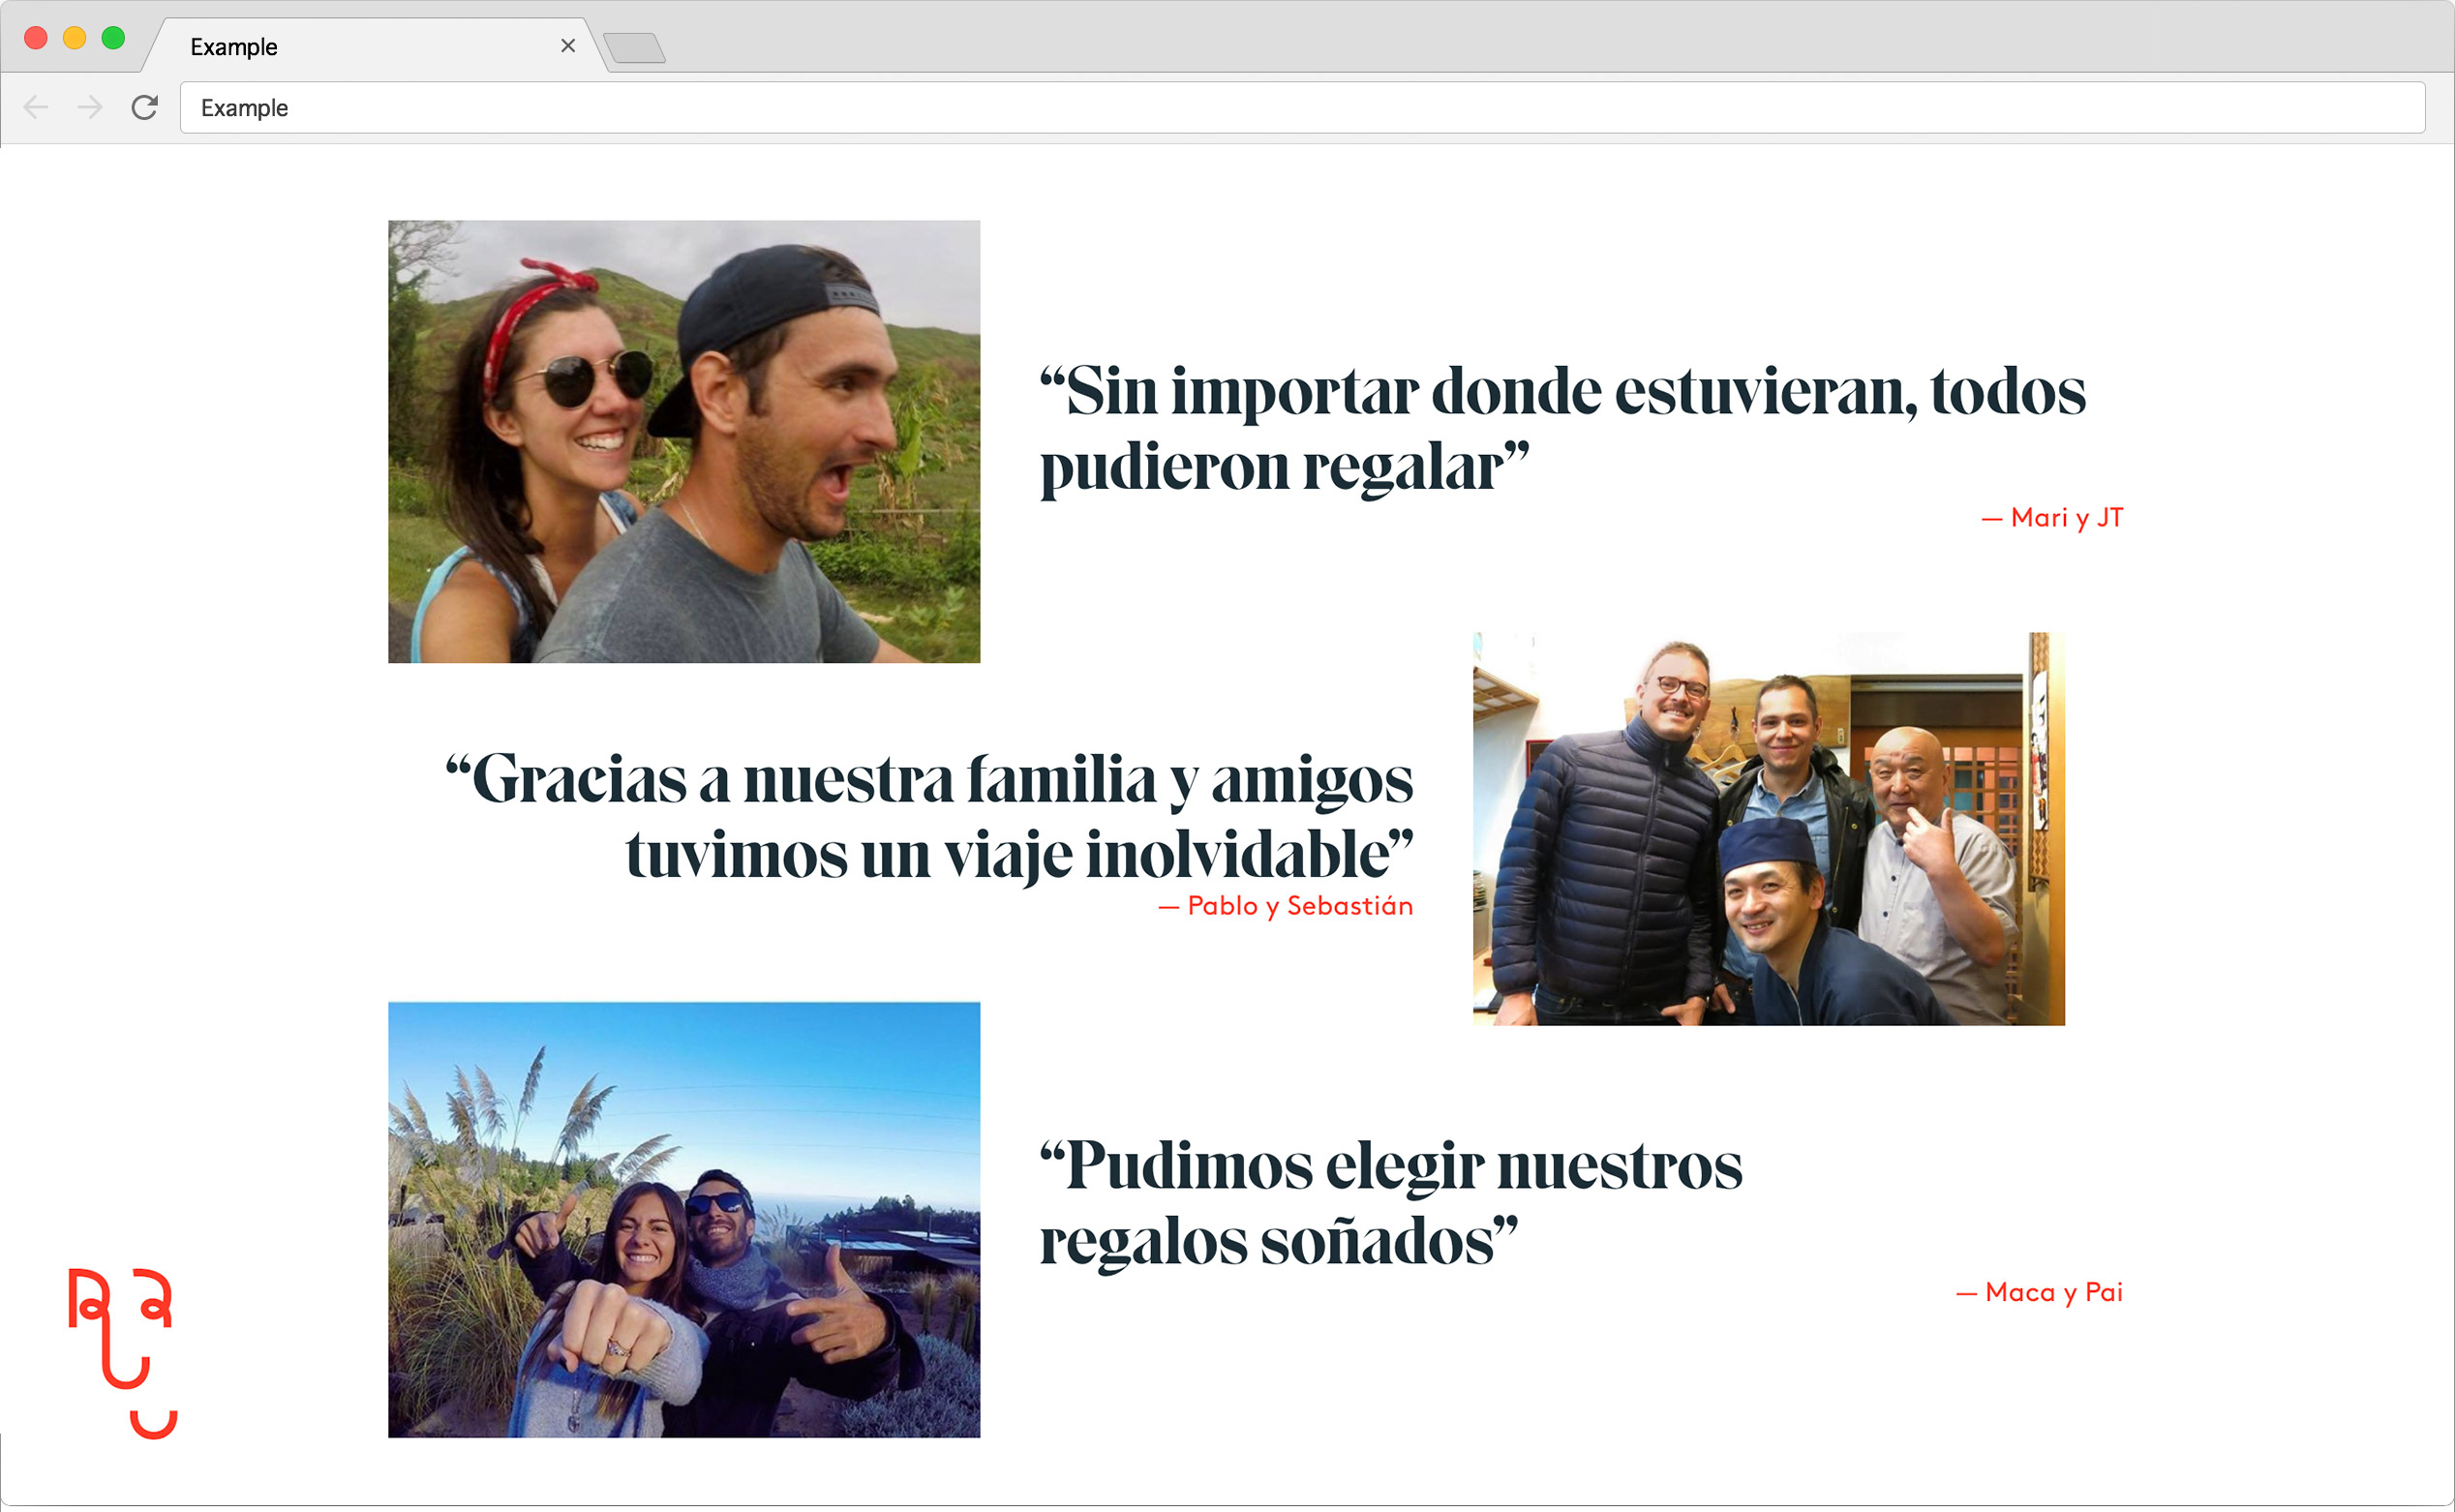 Example
Example
“Sin importar donde estuvieran, todos
pudieron regalar”
— Mari y JT
“Gracias a nuestra familia y amigos
tuvimos un viaje inolvidable”
— Pablo y Sebastián
“Pudimos elegir nuestros
regalos soñados”
— Maca y Pai